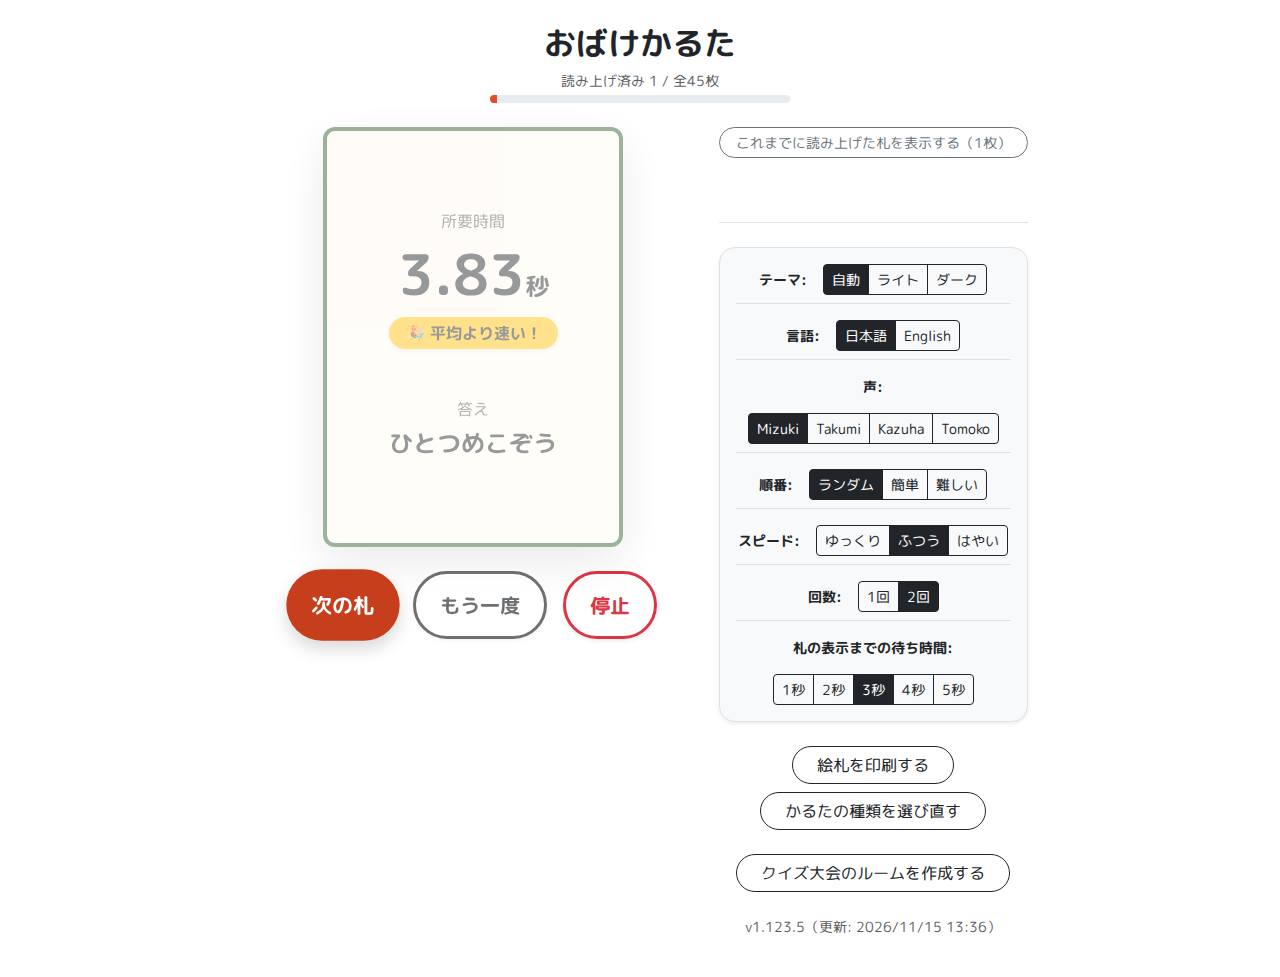 おばけかるた
読み上げ済み 1 / 全45枚
所要時間
3.83秒
🎉 平均より速い！
答え
ひとつめこぞう
次の札
もう一度
停止
これまでに読み上げた札を表示する（1枚）
テーマ: 自動 ライト ダーク
言語: 日本語 English
声:
Mizuki Takumi Kazuha Tomoko
順番: ランダム 簡単 難しい
スピード: ゆっくり ふつう はやい
回数: 1回 2回
札の表示までの待ち時間:
1秒 2秒 3秒 4秒 5秒
絵札を印刷する
かるたの種類を選び直す
クイズ大会のルームを作成する
v1.123.5（更新: 2026/11/15 13:36）